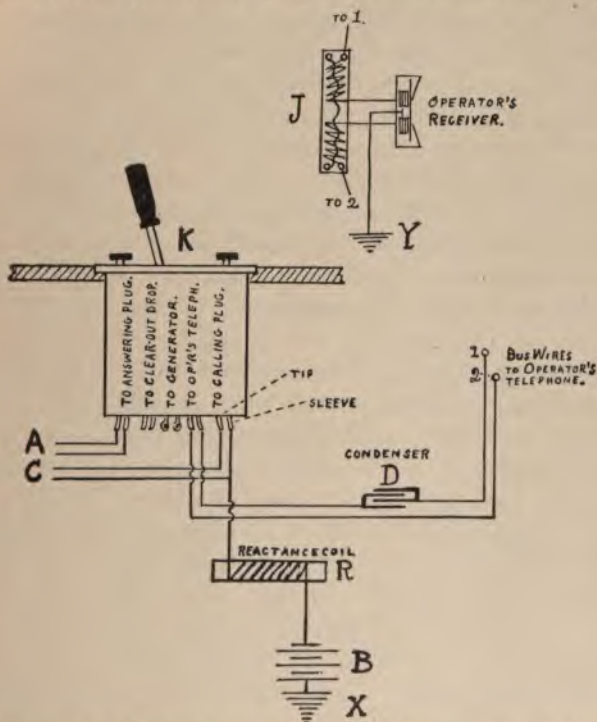 TO 1.
J
OPERATOR'S
RECEIVER.
TO 2
Y
K
TO ANSWERING PLUG.
TO CLEAR-OUT DROP.
TO GENERATOR.
TO OP'R'S TELEPH.
TO CALLING PLUG.
TIP
SLEEVE
1
2
BUS WIRES
TO OPERATOR'S
TELEPHONE.
A
C
CONDENSER
D
REACTANCE COIL
R
B
X